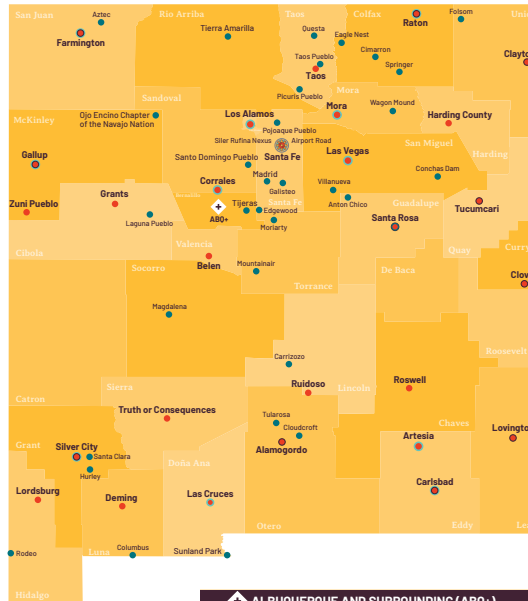 San Juan
Aztec
Farmington
Rio Arriba
Tierra Amarilla
Taos
Questa
Taos Pueblo
Taos
Picuris Pueblo
Colfax
Eagle Nest
Raton
Cimarron
Springer
Folsom
Clayto
Mora
Mora
Wagon Mound
Harding County
Harding
McKinley
Gallup
Sandoval
Ojo Encino Chapter
of the Navajo Nation
Los Alamos
Pojoaque Pueblo
Siler Rufina Nexus
Airport Road
Santa Fe
Santo Domingo Pueblo
Madrid
Galisteo
Santa Fe
San Miguel
Las Vegas
Conchas Dam
Villanueva
Anton Chico
Guadalupe
Santa Rosa
Tucumcari
Quay
Curry
Clov
Zuni Pueblo
Grants
Laguna Pueblo
Cibola
Corrales
ABQ+
Tijeras
Edgewood
Moriarty
Valencia
Belen
Mountainair
Torrance
De Baca
Roosevelt
Socorro
Magdalena
Carrizozo
Lincoln
Ruidoso
Roswell
Chaves
Catron
Sierra
Truth or Consequences
Tularosa
Cloudcroft
Alamogordo
Artesia
Lovington
Grant
Silver City
Santa Clara
Hurley
Doña Ana
Las Cruces
Carlsbad
Lordsburg
Deming
Otero
Eddy
Lea
Rodeo
Luna
Columbus
Sunland Park
Hidalgo
ALBUQUERQUE AND SURROUNDING (ABQ+)